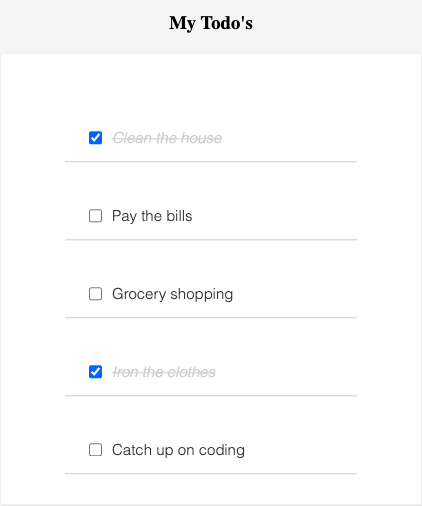 My Todo's
Clean the house
Pay the bills
Grocery shopping
Iron the clothes
Catch up on coding